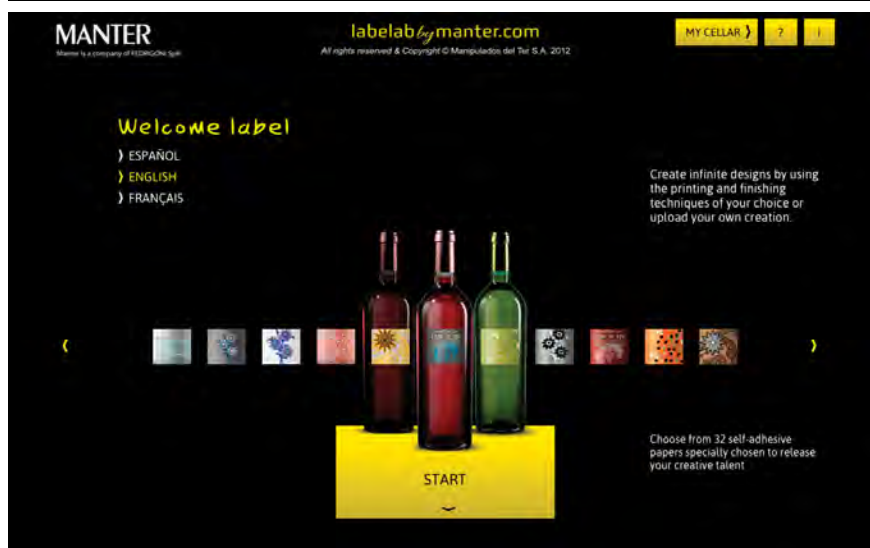 MANTER
Manter is a company of FEDRIGONI SpA
labelab by manter.com
All rights reserved & Copyright © Manipulados del Ter S.A. 2012
MY CELLAR ❭
?
i
Welcome label
❭ ESPAÑOL
❭ ENGLISH
❭ FRANÇAIS
Create infinite designs by using
the printing and finishing
techniques of your choice or
upload your own creation.
Choose from 32 self-adhesive
papers specially chosen to release
your creative talent
START